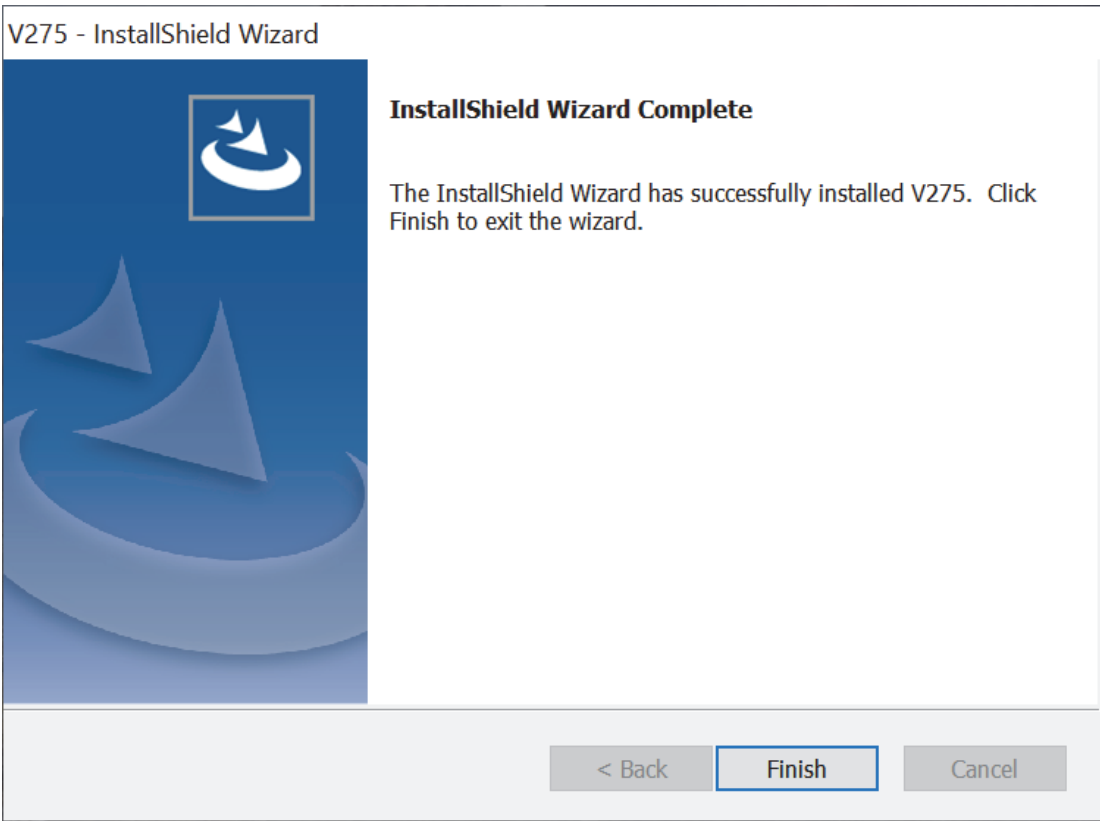 V275 - InstallShield Wizard
InstallShield Wizard Complete
The InstallShield Wizard has successfully installed V275.  Click
Finish to exit the wizard.
< Back
Finish
Cancel